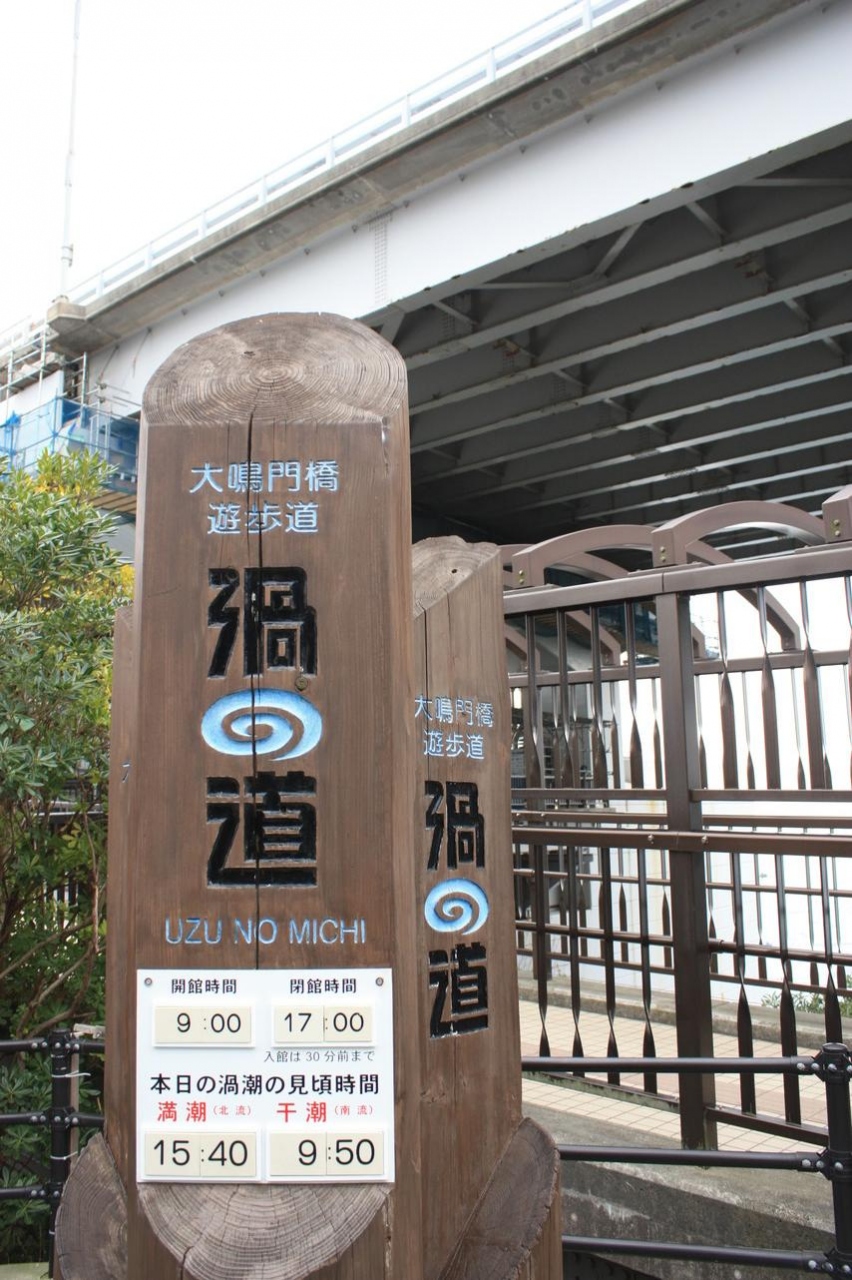 大鳴門橋
遊歩道
渦
の
道
UZU NO MICHI
開館時間 閉館時間
9:00 17:00
入館は30分前まで
本日の渦潮の見頃時間
満潮(北流) 干潮(南流)
15:40 9:50
大鳴門橋
遊歩道
渦
の
道